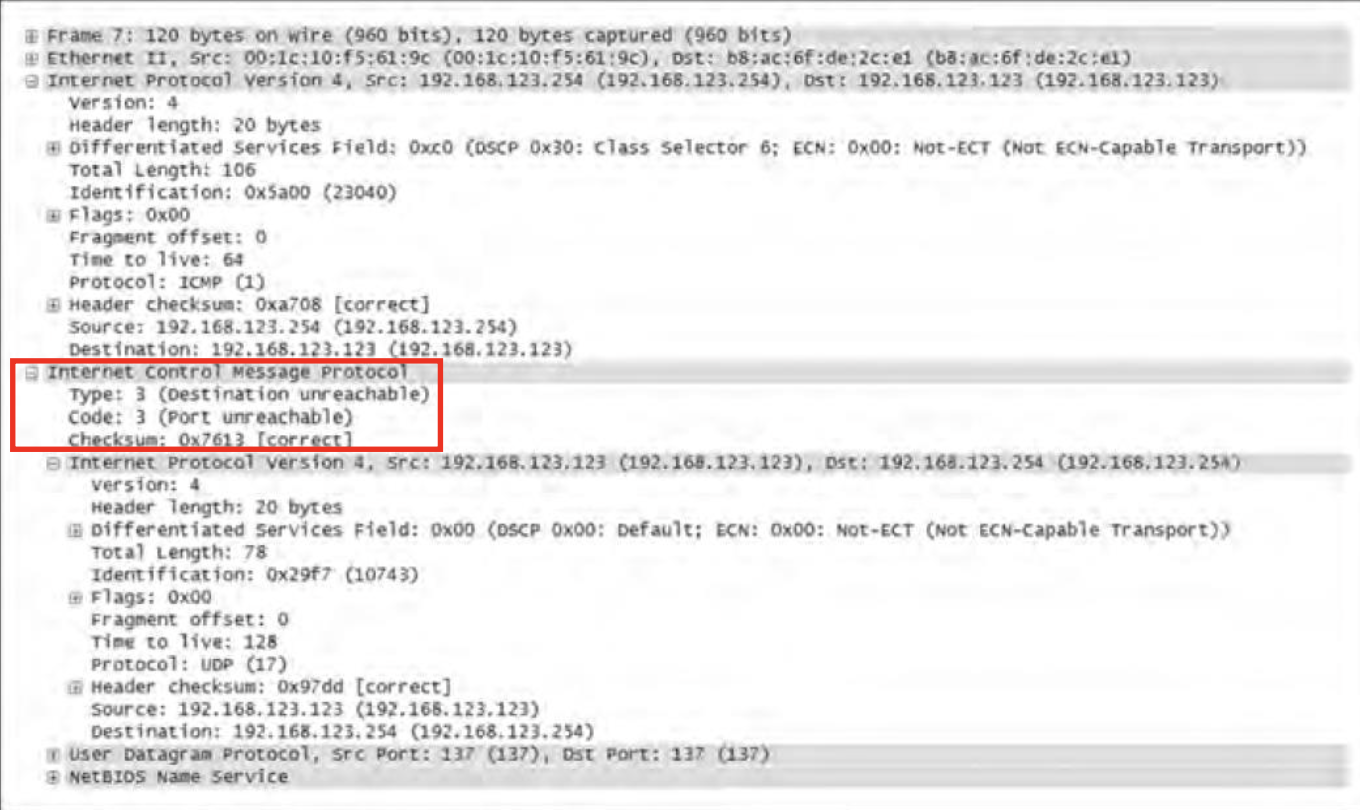 Frame 7: 120 bytes on wire (960 bits), 120 bytes captured (960 bits)
Ethernet II, Src: 00:1c:10:f5:61:9c (00:1c:10:f5:61:9c), Dst: b8:ac:6f:de:2c:e1 (b8:ac:6f:de:2c:e1)
Internet Protocol Version 4, Src: 192.168.123.254 (192.168.123.254), Dst: 192.168.123.123 (192.168.123.123)
Version: 4
Header length: 20 bytes
Differentiated Services Field: 0xc0 (DSCP 0x30: Class Selector 6; ECN: 0x00: Not-ECT (Not ECN-Capable Transport))
Total Length: 106
Identification: 0x5a00 (23040)
Flags: 0x00
Fragment offset: 0
Time to live: 64
Protocol: ICMP (1)
Header checksum: 0xa708 [correct]
Source: 192.168.123.254 (192.168.123.254)
Destination: 192.168.123.123 (192.168.123.123)
Internet Control Message Protocol
Type: 3 (Destination unreachable)
Code: 3 (Port unreachable)
Checksum: 0x7613 [correct]
Internet Protocol Version 4, Src: 192.168.123.123 (192.168.123.123), Dst: 192.168.123.254 (192.168.123.254)
Version: 4
Header length: 20 bytes
Differentiated Services Field: 0x00 (DSCP 0x00: Default; ECN: 0x00: Not-ECT (Not ECN-Capable Transport))
Total Length: 78
Identification: 0x29f7 (10743)
Flags: 0x00
Fragment offset: 0
Time to live: 128
Protocol: UDP (17)
Header checksum: 0x97dd [correct]
Source: 192.168.123.123 (192.168.123.123)
Destination: 192.168.123.254 (192.168.123.254)
User Datagram Protocol, Src Port: 137 (137), Dst Port: 137 (137)
NetBIOS Name Service